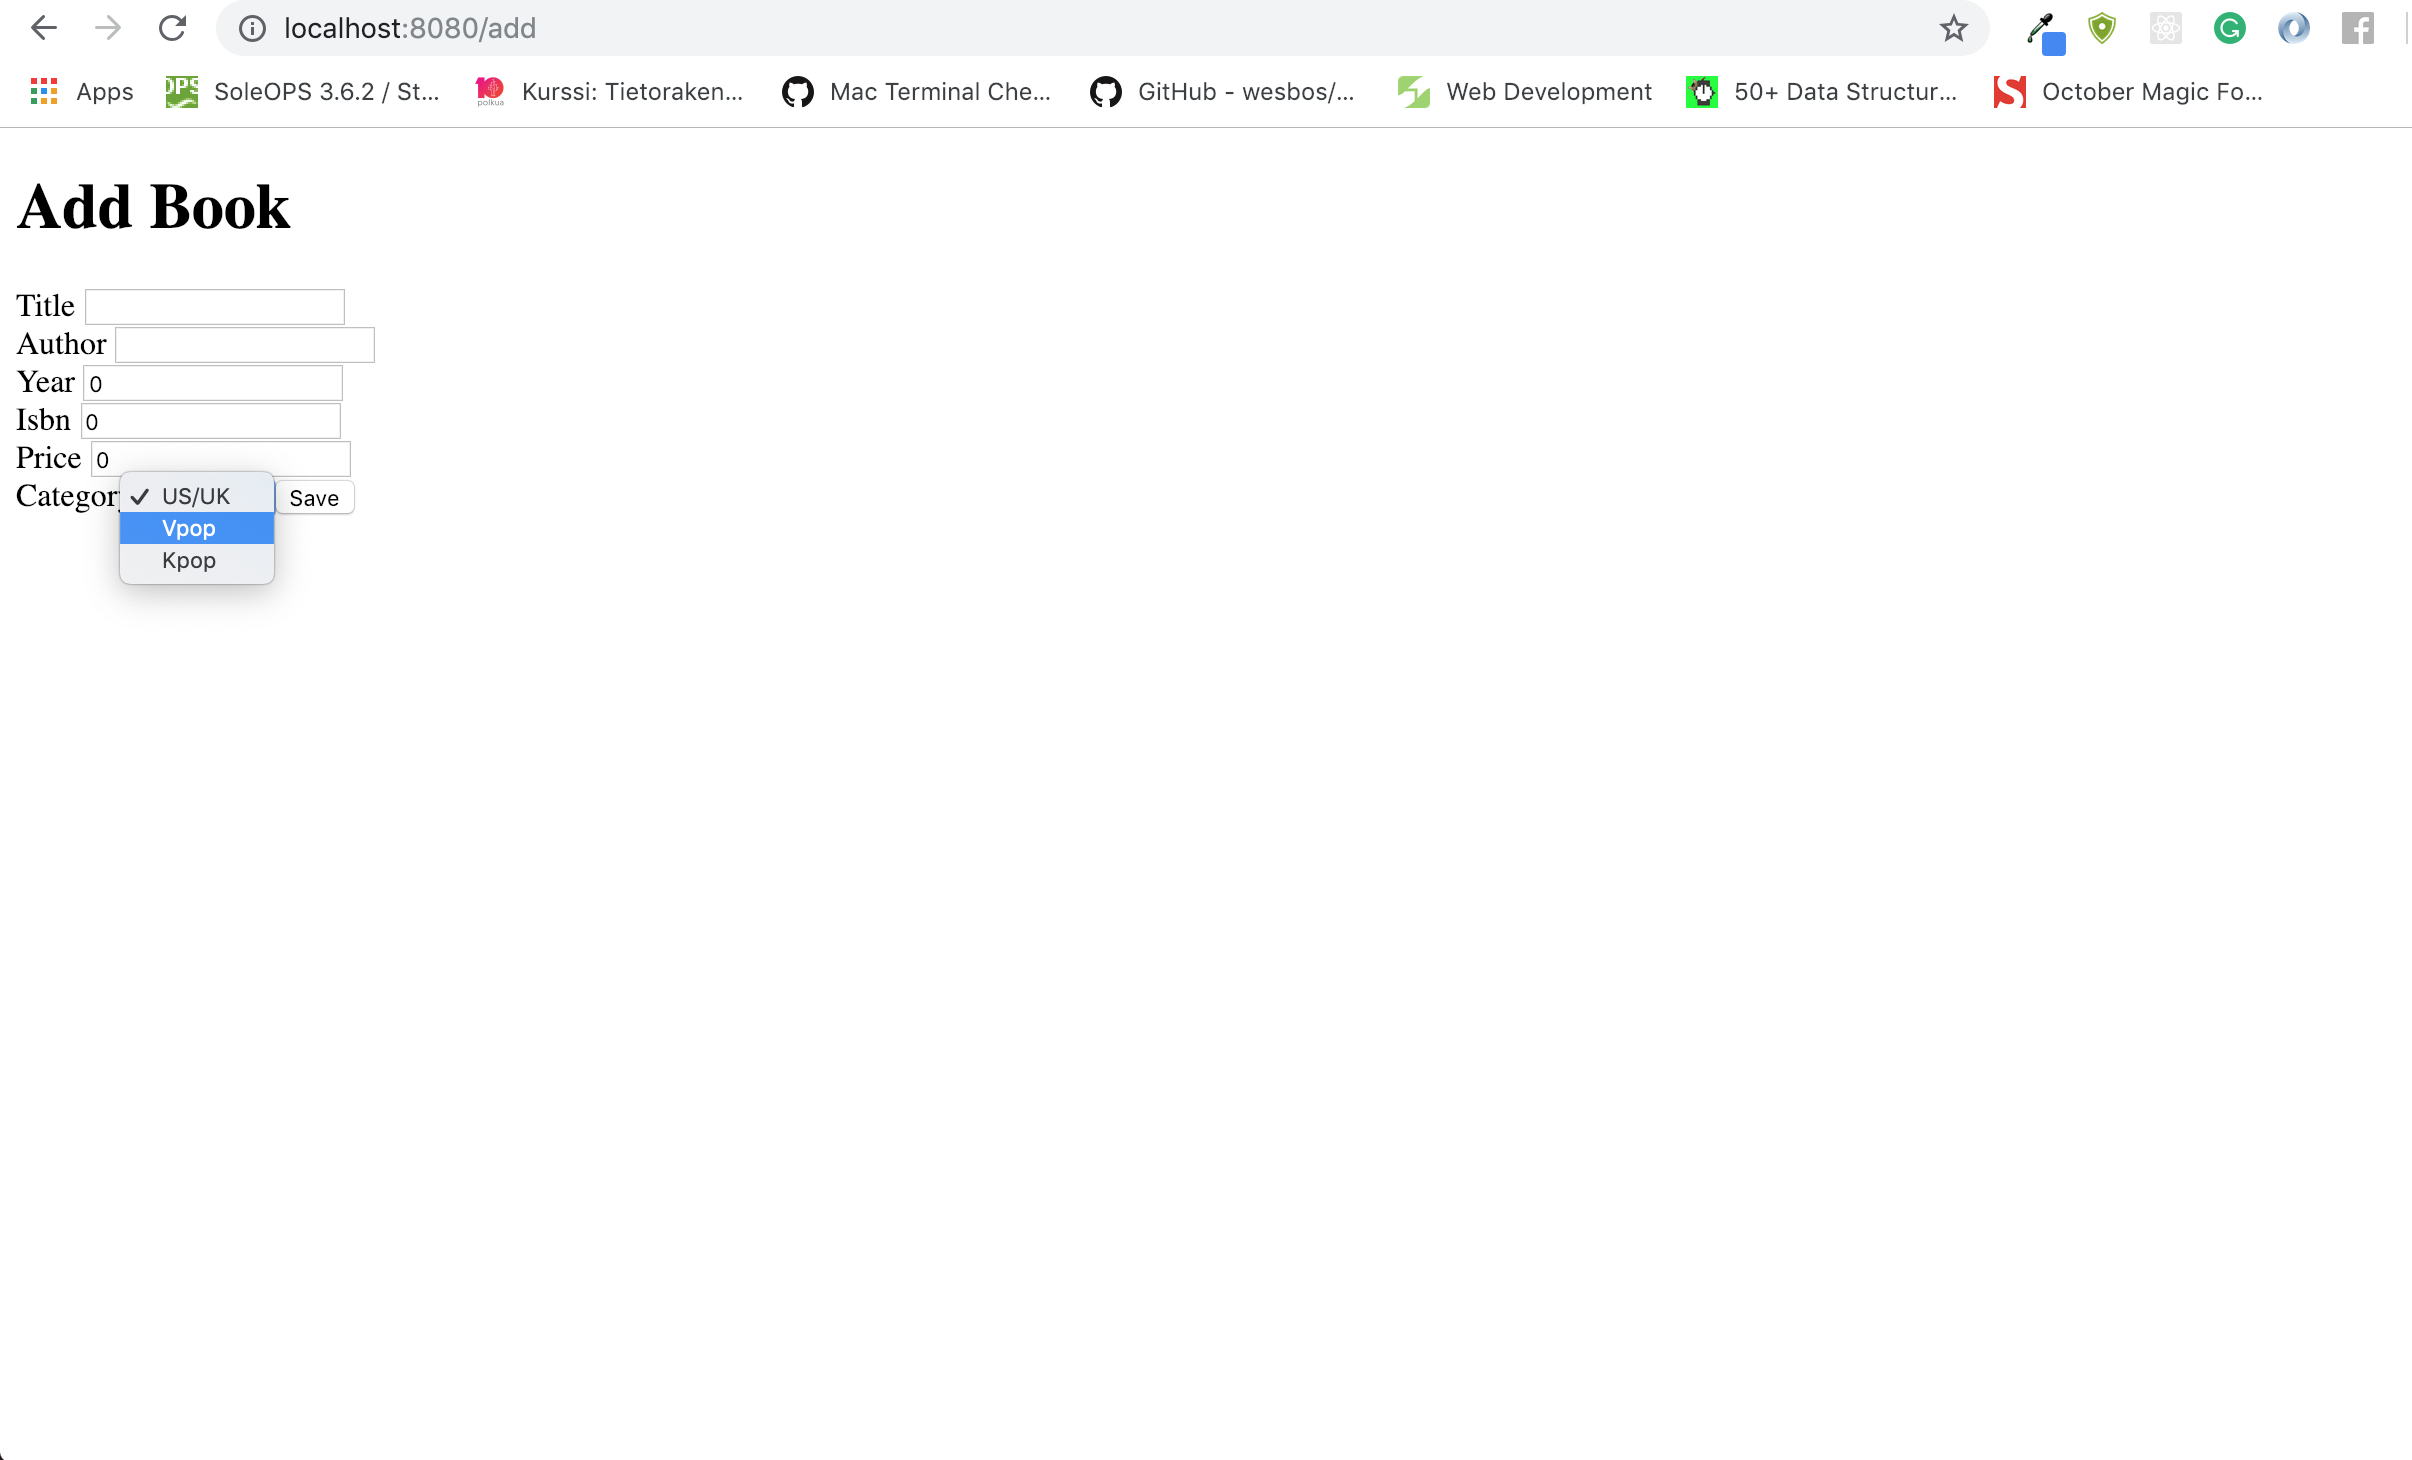 localhost:8080/add
Apps SoleOPS 3.6.2 / St... Kurssi: Tietoraken... Mac Terminal Che... GitHub - wesbos/... Web Development 50+ Data Structur... October Magic Fo...
Add Book
Title
Author
Year 0
Isbn 0
Price 0
Category US/UK Save
Vpop
Kpop